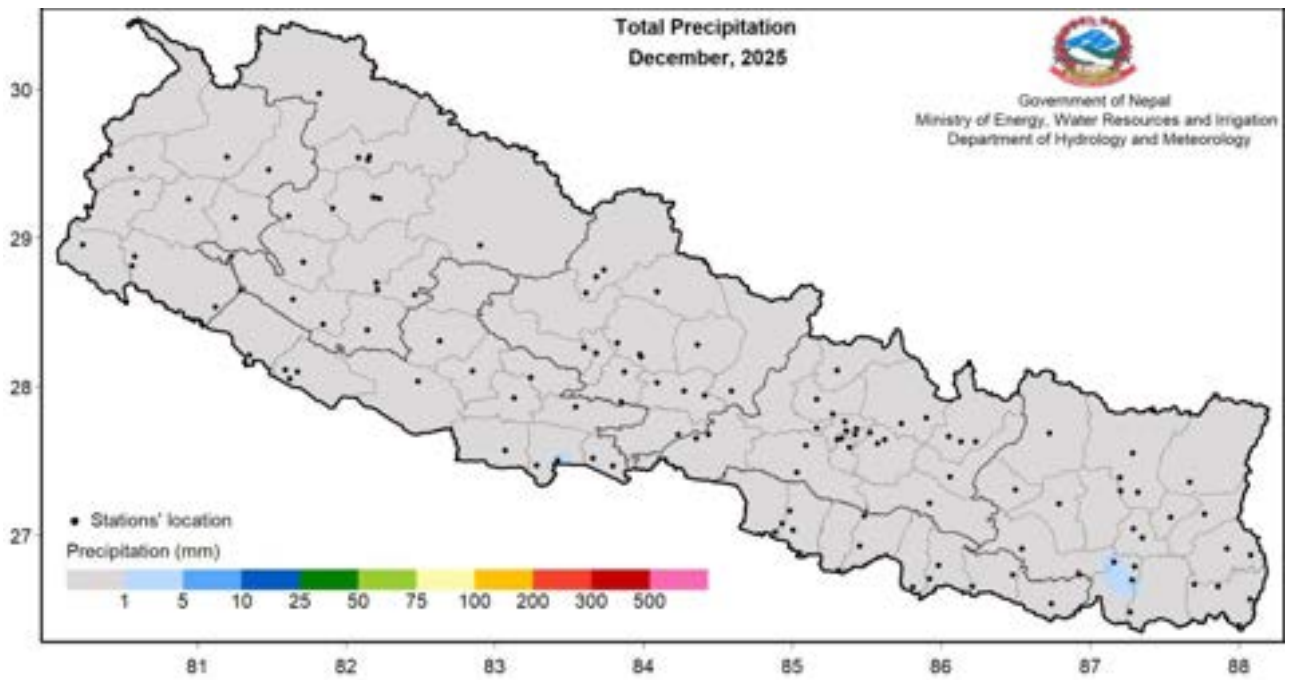 Total Precipitation
December, 2025
Government of Nepal
Ministry of Energy, Water Resources and Irrigation
Department of Hydrology and Meteorology
30
29
28
27
Stations' location
Precipitation (mm)
1 5 10 25 50 75 100 200 300 500
81 82 83 84 85 86 87 88